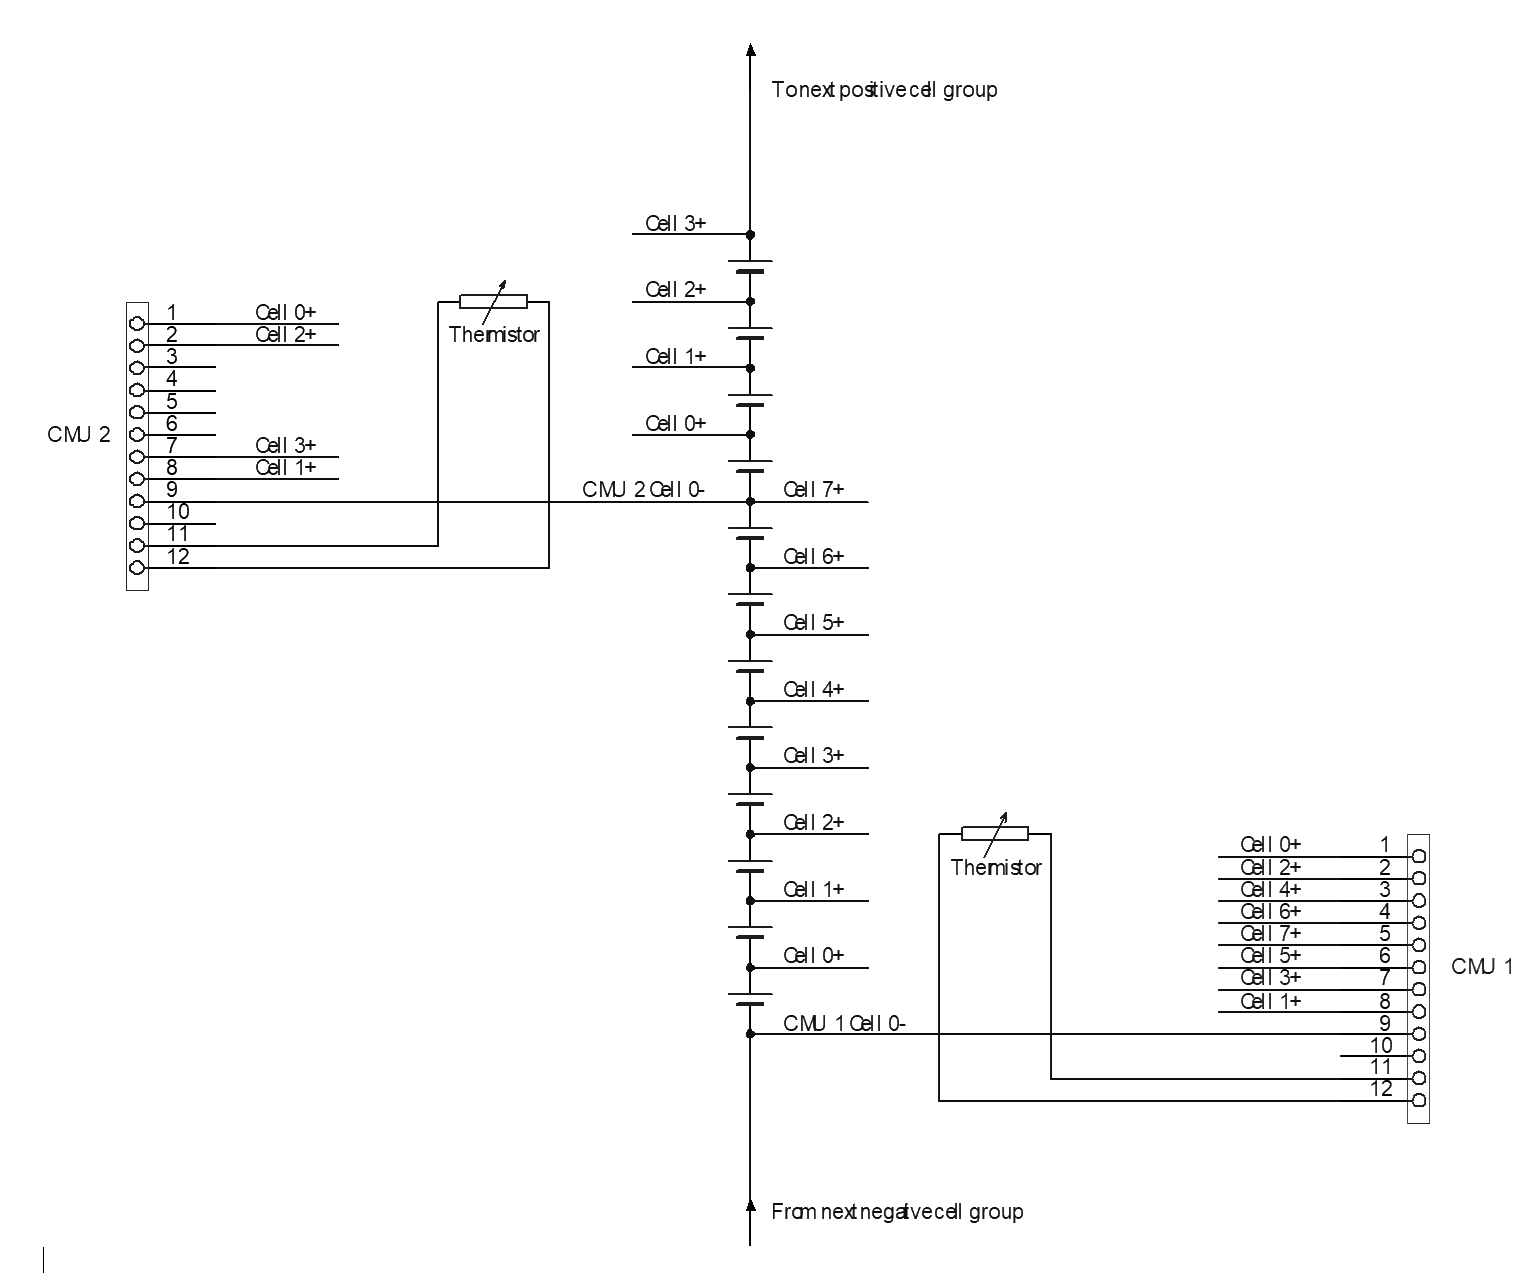 To next positive cell group
Cell 3+
Cell 2+
Cell 1+
Cell 0+
CMU 2 Cell 0-
Thermistor
CMU 2
1 Cell 0+
2 Cell 2+
3
4
5
6
7 Cell 3+
8 Cell 1+
9
10
11
12
Cell 7+
Cell 6+
Cell 5+
Cell 4+
Cell 3+
Cell 2+
Cell 1+
Cell 0+
CMU 1 Cell 0-
Thermistor
Cell 0+ 1
Cell 2+ 2
Cell 4+ 3
Cell 6+ 4
Cell 7+ 5
Cell 5+ 6
Cell 3+ 7
Cell 1+ 8
9
10
11
12
CMU 1
From next negative cell group